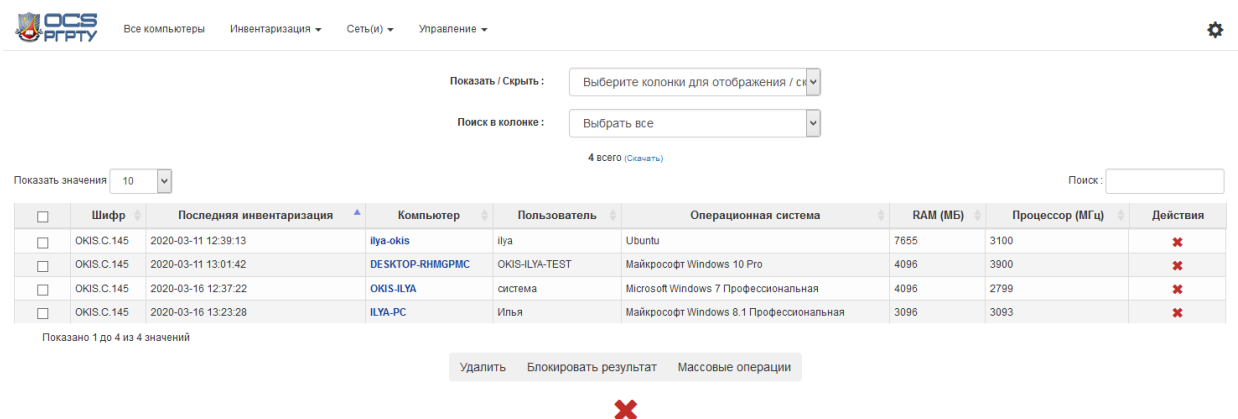 OCS
РГРТУ
Все компьютеры Инвентаризация Сеть(и) Управление
Показать / Скрыть : Выберите колонки для отображения / ск
Поиск в колонке : Выбрать все
4 всего (Скачать)
Показать значения 10 Поиск :
Шифр Последняя инвентаризация Компьютер Пользователь Операционная система RAM (МБ) Процессор (МГц) Действия
OKIS.C.145 2020-03-11 12:39:13 ilya-okis ilya Ubuntu 7655 3100
OKIS.C.145 2020-03-11 13:01:42 DESKTOP-RHMGPMC OKIS-ILYA-TEST Майкрософт Windows 10 Pro 4096 3900
OKIS.C.145 2020-03-16 12:37:22 OKIS-ILYA система Microsoft Windows 7 Профессиональная 4096 2799
OKIS.C.145 2020-03-16 13:23:28 ILYA-PC Илья Майкрософт Windows 8.1 Профессиональная 3096 3093
Показано 1 до 4 из 4 значений
Удалить Блокировать результат Массовые операции